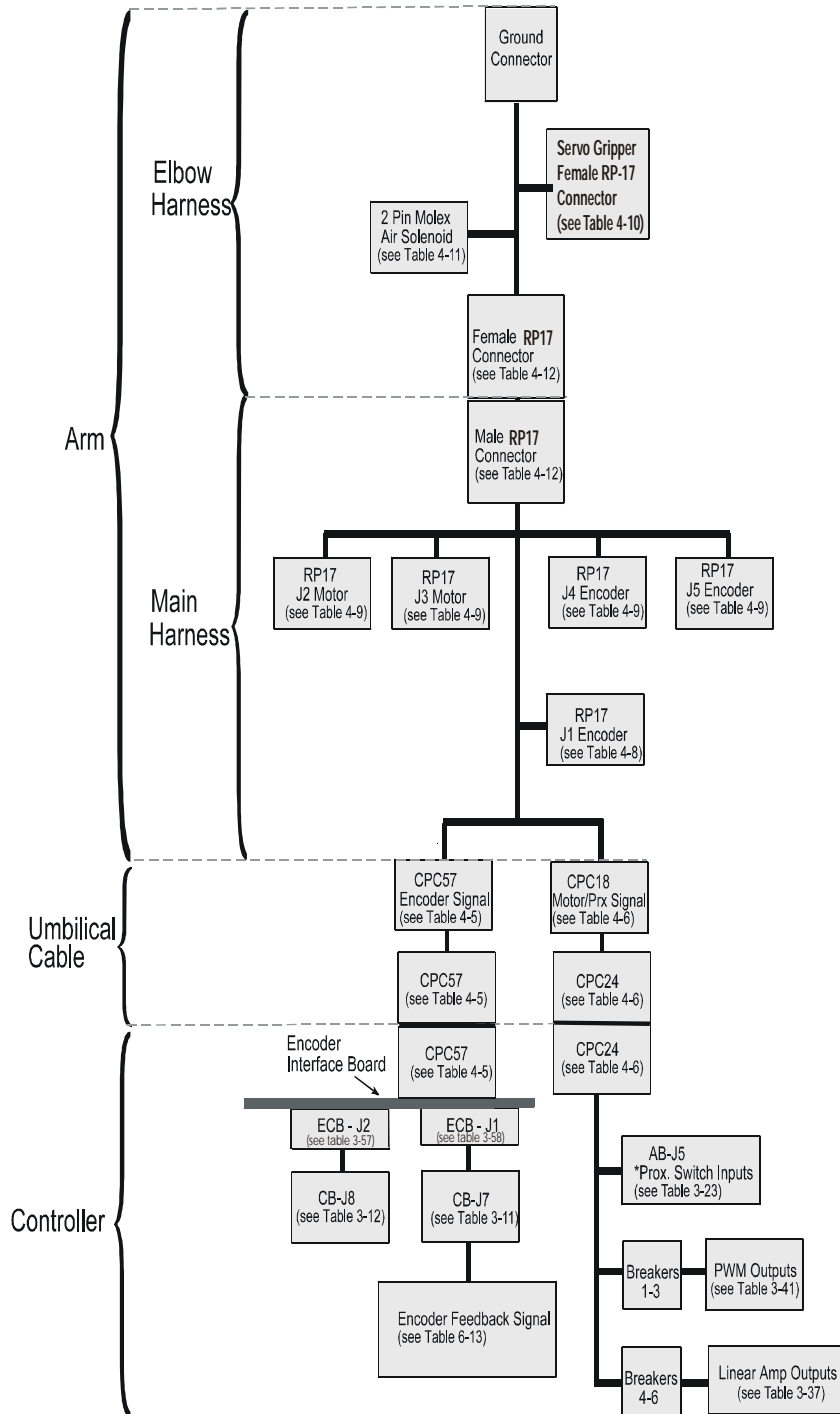 Ground
Connector
Servo Gripper
Female RP-17
Connector
(see Table 4-10)
Elbow
Harness
2 Pin Molex
Air Solenoid
(see Table 4-11)
Female RP17
Connector
(see Table 4-12)
Arm
Male RP17
Connector
(see Table 4-12)
Main
Harness
RP17
J2 Motor
(see Table 4-9)
RP17
J3 Motor
(see Table 4-9)
RP17
J4 Encoder
(see Table 4-9)
RP17
J5 Encoder
(see Table 4-9)
RP17
J1 Encoder
(see Table 4-8)
Umbilical
Cable
CPC57
Encoder Signal
(see Table 4-5)
CPC18
Motor/Prx Signal
(see Table 4-6)
CPC57
(see Table 4-5)
CPC24
(see Table 4-6)
Controller
Encoder
Interface Board
CPC57
(see Table 4-5)
CPC24
(see Table 4-6)
ECB - J2
(see table 3-57)
ECB - J1
(see table 3-58)
CB-J8
(see Table 3-12)
CB-J7
(see Table 3-11)
AB-J5
*Prox. Switch Inputs
(see Table 3-23)
Breakers
1-3
PWM Outputs
(see Table 3-41)
Encoder Feedback Signal
(see Table 6-13)
Breakers
4-6
Linear Amp Outputs
(see Table 3-37)